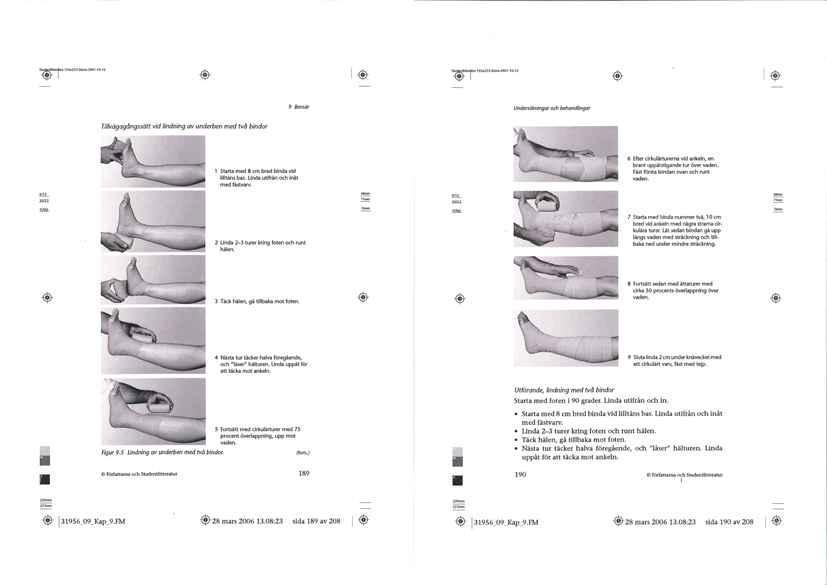 9 Bensår
Tillvägagångssätt vid lindning av underben med två bindor
1 Starta med 8 cm bred binda vid
lilltåns bas. Linda utifrån och inåt
med fästvarv.
2 Linda 2–3 turer kring foten och runt
hälen.
3 Täck hälen, gå tillbaka mot foten.
4 Nästa tur täcker halva föregående,
och "låser" hälturen. Linda uppåt för
att täcka mot ankeln.
5 Fortsätt med cirkulärturer med 75
procent överlappning, upp mot
vaden.
Figur 9.5 Lindning av underben med två bindor.
(forts.)
© Författarna och Studentlitteratur
189
31956_09_Kap_9.FM
28 mars 2006 13.08:23 sida 189 av 208
Undersökningar och behandlingar
6 Efter cirkulärturerna vid ankeln, en
brant uppåtstigande tur över vaden.
Fäst första bindan ovan och runt
vaden.
7 Starta med binda nummer två, 10 cm
bred vid ankeln med några strama cir-
kulära turer. Låt sedan bindan gå upp
längs vaden med sträckning och till-
baka ned under mindre sträckning.
8 Fortsätt sedan med åttaturer med
cirka 50 procents överlappning över
vaden.
9 Sluta linda 2 cm under knävecket med
ett cirkulärt varv, fäst med tejp.
Utförande, lindning med två bindor
Starta med foten i 90 grader. Linda utifrån och in.
• Starta med 8 cm bred binda vid lilltåns bas. Linda utifrån och inåt
med fästvarv.
• Linda 2–3 turer kring foten och runt hälen.
• Täck hälen, gå tillbaka mot foten.
• Nästa tur täcker halva föregående, och "låser" hälturen. Linda
uppåt för att täcka mot ankeln.
190
© Författarna och Studentlitteratur
31956_09_Kap_9.FM
28 mars 2006 13.08:23 sida 190 av 208